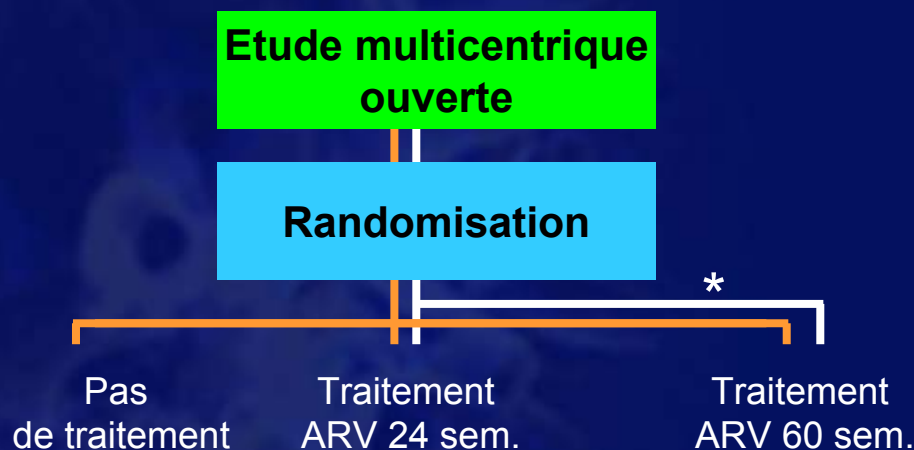 Etude multicentrique
ouverte
Randomisation
*
Pas
de traitement
Traitement
ARV 24 sem.
Traitement
ARV 60 sem.